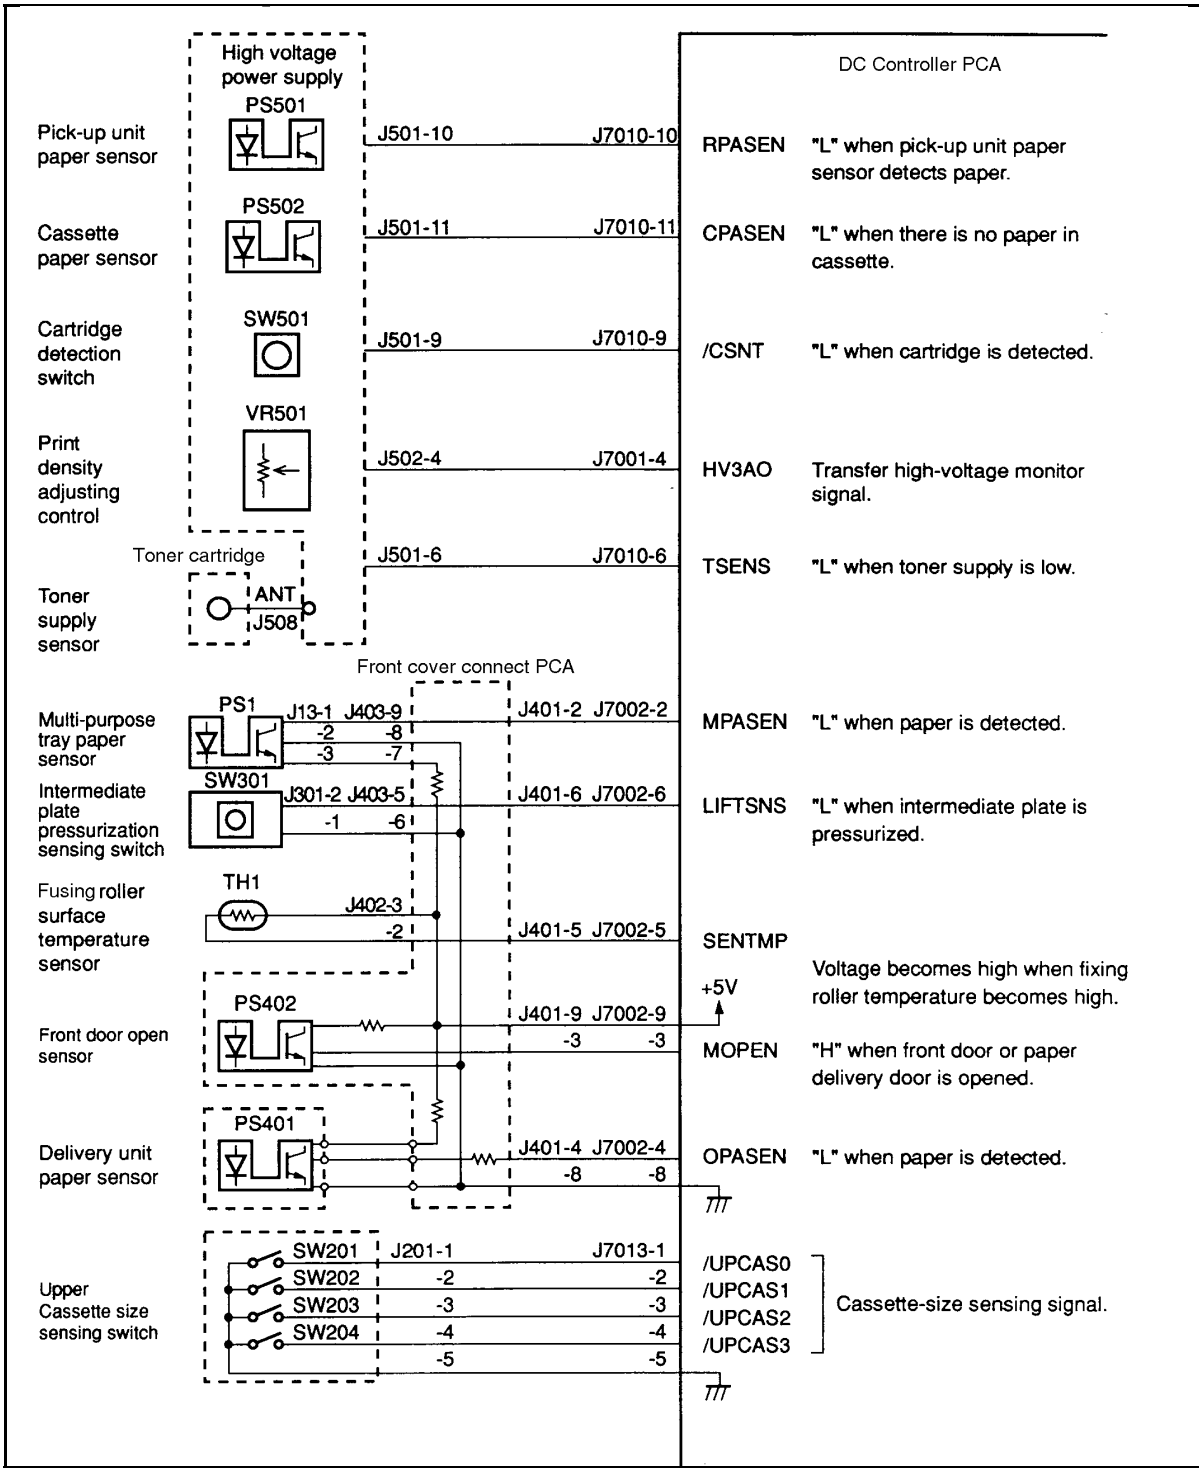 High voltage
power supply
DC Controller PCA
Pick-up unit
paper sensor
PS501
J501-10
J7010-10
RPASEN
"L" when pick-up unit paper
sensor detects paper.
Cassette
paper sensor
PS502
J501-11
J7010-11
CPASEN
"L" when there is no paper in
cassette.
Cartridge
detection
switch
SW501
J501-9
J7010-9
/CSNT
"L" when cartridge is detected.
Print
density
adjusting
control
VR501
J502-4
J7001-4
HV3AO
Transfer high-voltage monitor
signal.
Toner cartridge
J501-6
J7010-6
TSENS
"L" when toner supply is low.
Toner
supply
sensor
ANT
J508
Front cover connect PCA
Multi-purpose
tray paper
sensor
PS1
J13-1 J403-9
-2 -8
-3 -7
J401-2 J7002-2
MPASEN
"L" when paper is detected.
Intermediate
plate
pressurization
sensing switch
SW301
J301-2 J403-5
-1 -6
J401-6 J7002-6
LIFTSNS
"L" when intermediate plate is
pressurized.
Fusing roller
surface
temperature
sensor
TH1
J402-3
-2
J401-5 J7002-5
SENTMP
Voltage becomes high when fixing
roller temperature becomes high.
+5V
Front door open
sensor
PS402
J401-9 J7002-9
-3 -3
MOPEN
"H" when front door or paper
delivery door is opened.
Delivery unit
paper sensor
PS401
J401-4 J7002-4
-8 -8
OPASEN
"L" when paper is detected.
Upper
Cassette size
sensing switch
SW201 J201-1 J7013-1 /UPCAS0
SW202 -2 -2 /UPCAS1
SW203 -3 -3 /UPCAS2
SW204 -4 -4 /UPCAS3
-5 -5
Cassette-size sensing signal.